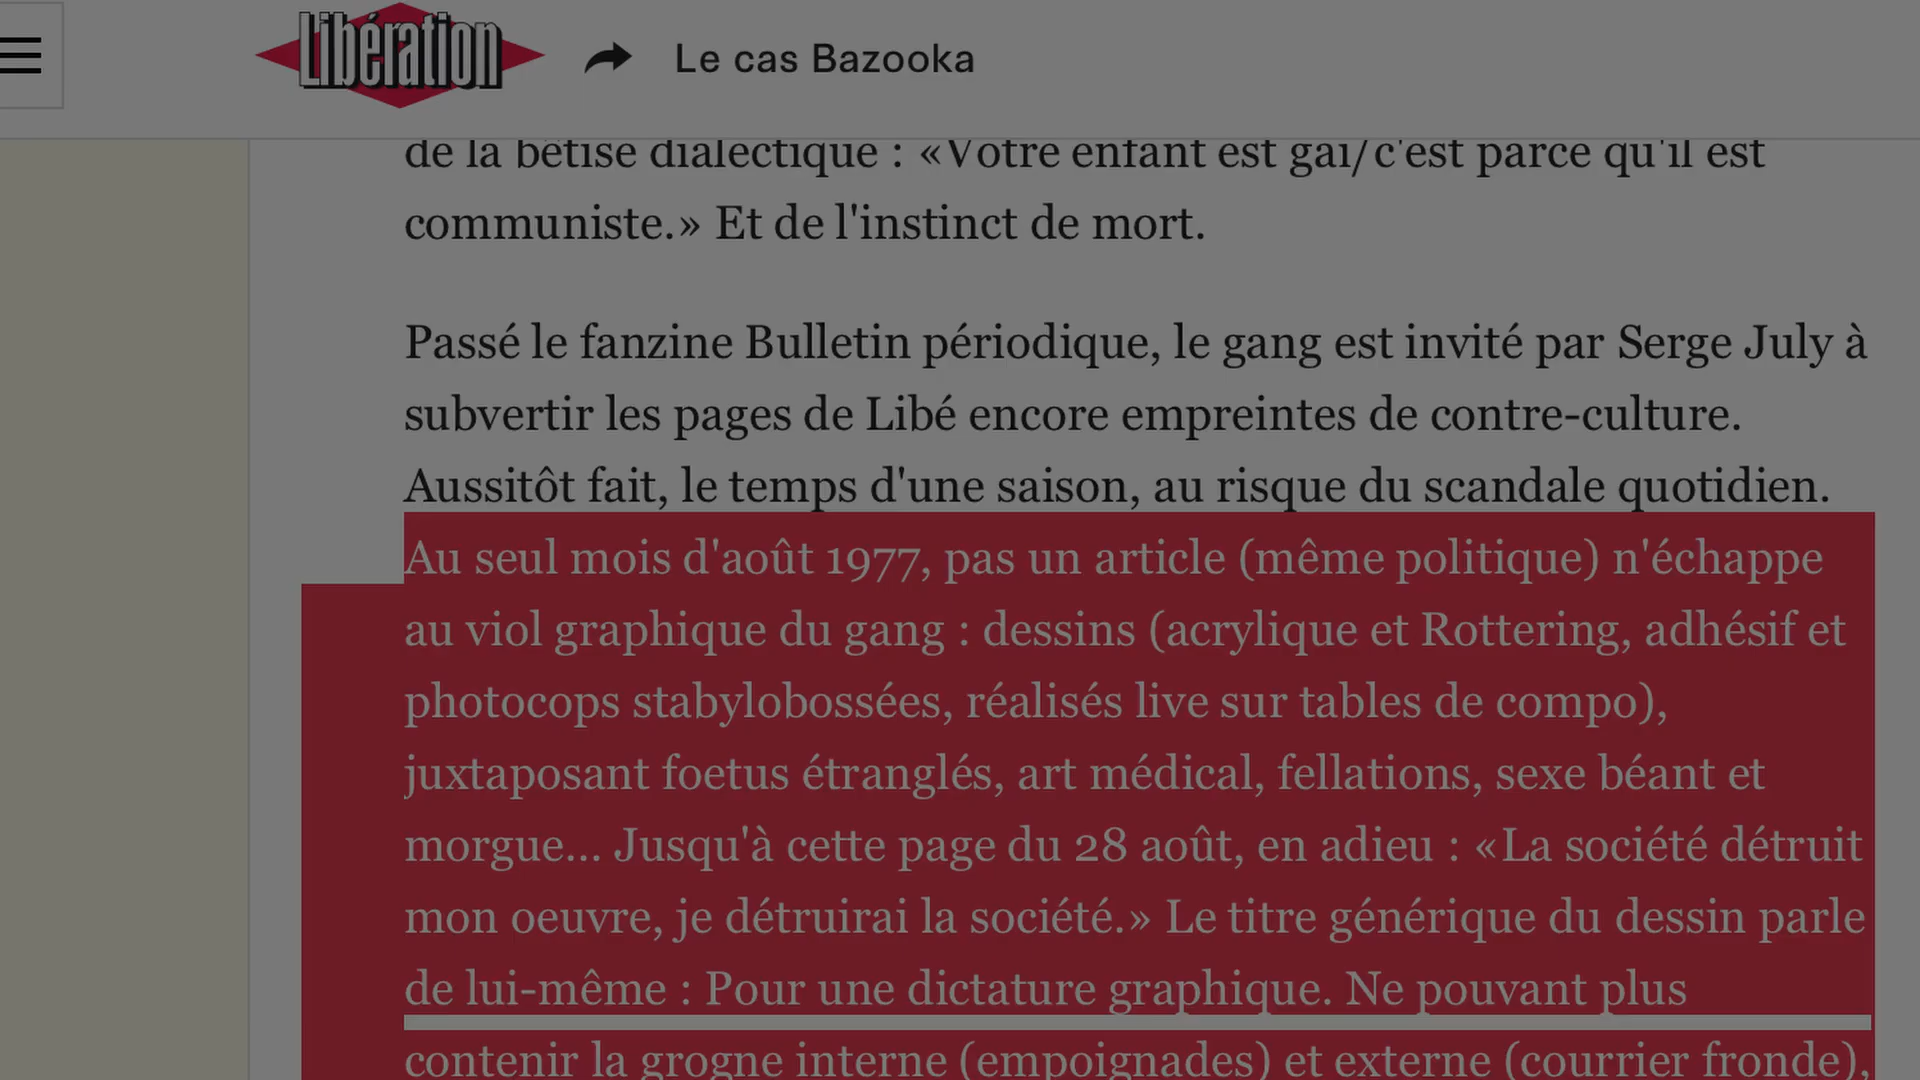 Libération
Le cas Bazooka
de la bêtise dialectique : «Votre enfant est gai/c'est parce qu'il est
communiste.» Et de l'instinct de mort.
Passé le fanzine Bulletin périodique, le gang est invité par Serge July à
subvertir les pages de Libé encore empreintes de contre-culture.
Aussitôt fait, le temps d'une saison, au risque du scandale quotidien.
Au seul mois d'août 1977, pas un article (même politique) n'échappe
au viol graphique du gang : dessins (acrylique et Rottering, adhésif et
photocops stabylobossées, réalisés live sur tables de compo),
juxtaposant foetus étranglés, art médical, fellations, sexe béant et
morgue... Jusqu'à cette page du 28 août, en adieu : «La société détruit
mon oeuvre, je détruirai la société.» Le titre générique du dessin parle
de lui-même : Pour une dictature graphique. Ne pouvant plus
contenir la grogne interne (empoignades) et externe (courrier fronde),